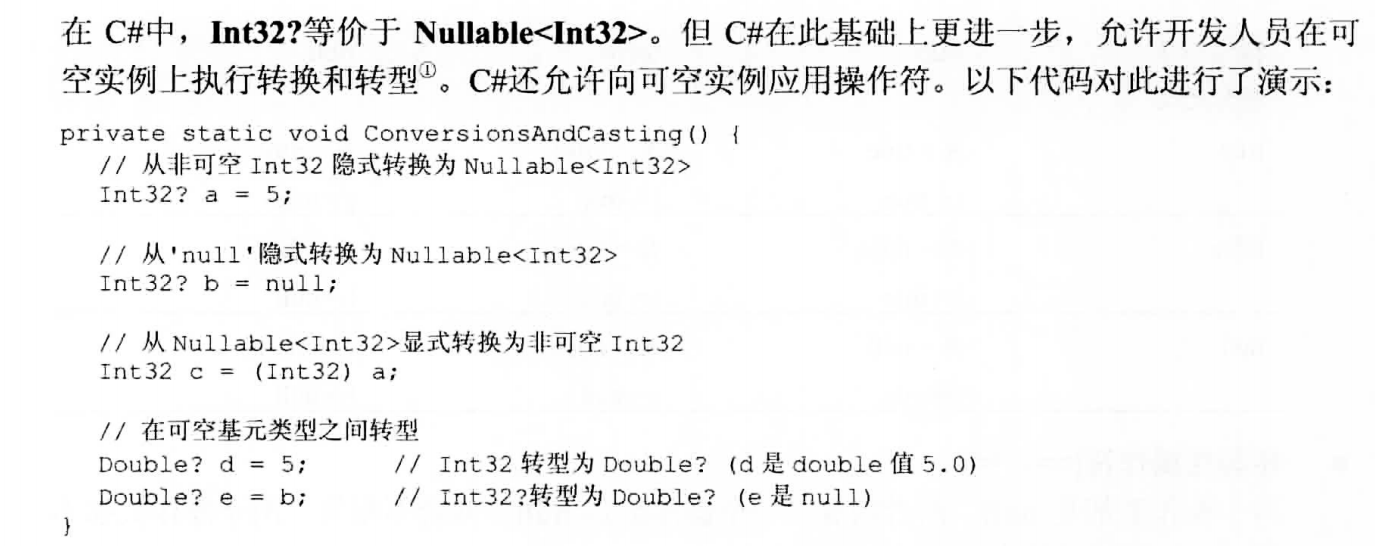 在 C#中，Int32?等价于 Nullable<Int32>。但 C#在此基础上更进一步，允许开发人员在可
空实例上执行转换和转型①。C#还允许向可空实例应用操作符。以下代码对此进行了演示：
private static void ConversionsAndCasting() {
// 从非可空 Int32 隐式转换为 Nullable<Int32>
Int32? a = 5;
// 从'null'隐式转换为 Nullable<Int32>
Int32? b = null;
// 从 Nullable<Int32>显式转换为非可空 Int32
Int32 c = (Int32) a;
// 在可空基元类型之间转型
Double? d = 5; // Int32 转型为 Double? (d 是 double 值 5.0)
Double? e = b; // Int32?转型为 Double? (e 是 null)
}